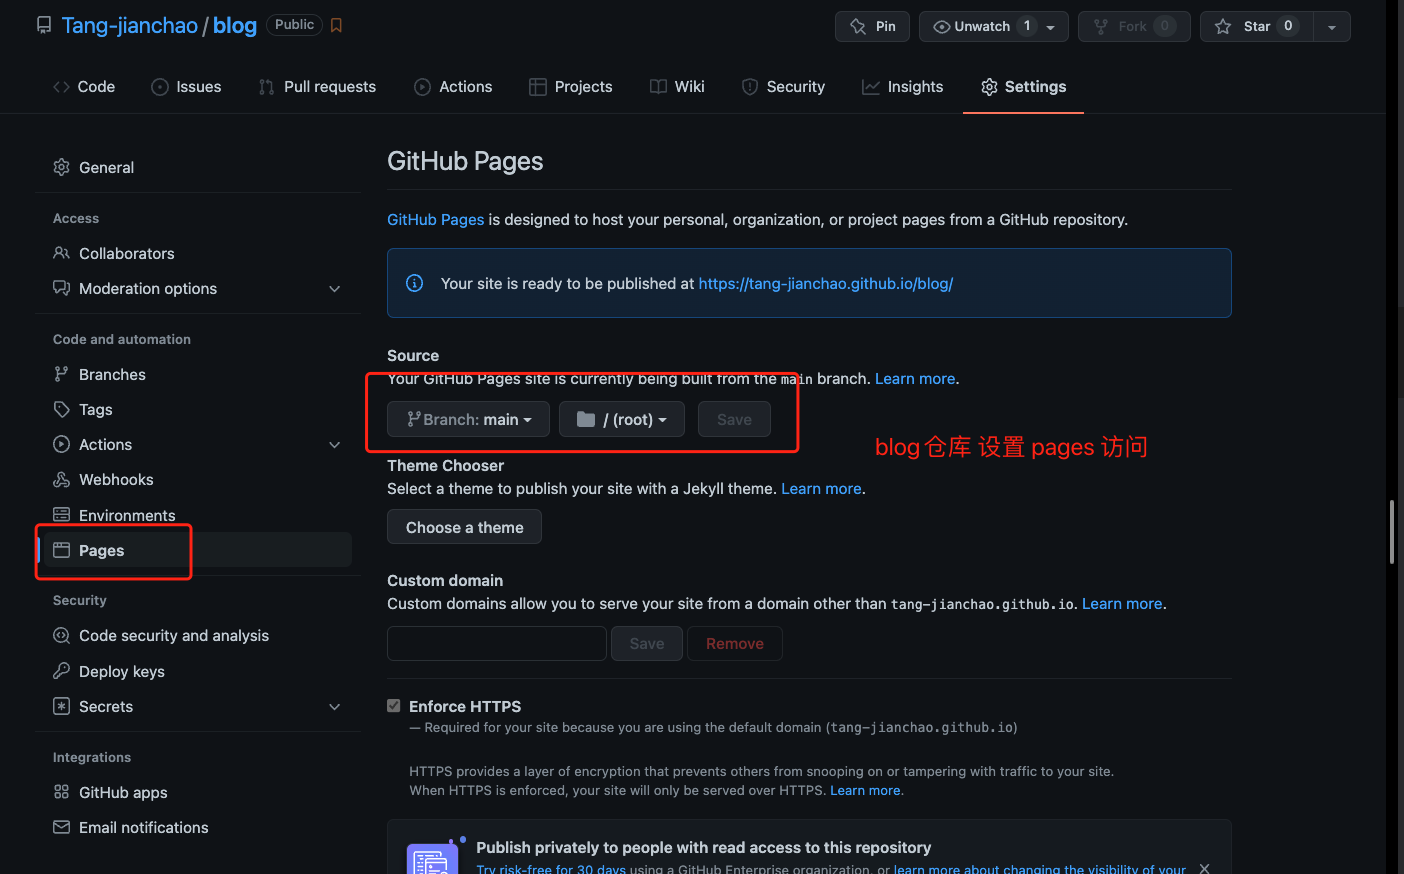 Tang-jianchao / blog Public
Pin
Unwatch 1
Fork 0
Star 0
Code
Issues
Pull requests
Actions
Projects
Wiki
Security
Insights
Settings
General
Access
Collaborators
Moderation options
Code and automation
Branches
Tags
Actions
Webhooks
Environments
Pages
Security
Code security and analysis
Deploy keys
Secrets
Integrations
GitHub apps
Email notifications
GitHub Pages
GitHub Pages is designed to host your personal, organization, or project pages from a GitHub repository.
Your site is ready to be published at https://tang-jianchao.github.io/blog/
Source
Your GitHub Pages site is currently being built from the main branch. Learn more.
Branch: main
/ (root)
Save
blog 仓库 设置 pages 访问
Theme Chooser
Select a theme to publish your site with a Jekyll theme. Learn more.
Choose a theme
Custom domain
Custom domains allow you to serve your site from a domain other than tang-jianchao.github.io. Learn more.
Save
Remove
Enforce HTTPS
— Required for your site because you are using the default domain (tang-jianchao.github.io)
HTTPS provides a layer of encryption that prevents others from snooping on or tampering with traffic to your site.
When HTTPS is enforced, your site will only be served over HTTPS. Learn more.
Publish privately to people with read access to this repository
Try risk-free for 30 days using a GitHub Enterprise organization, or learn more about changing the visibility of your